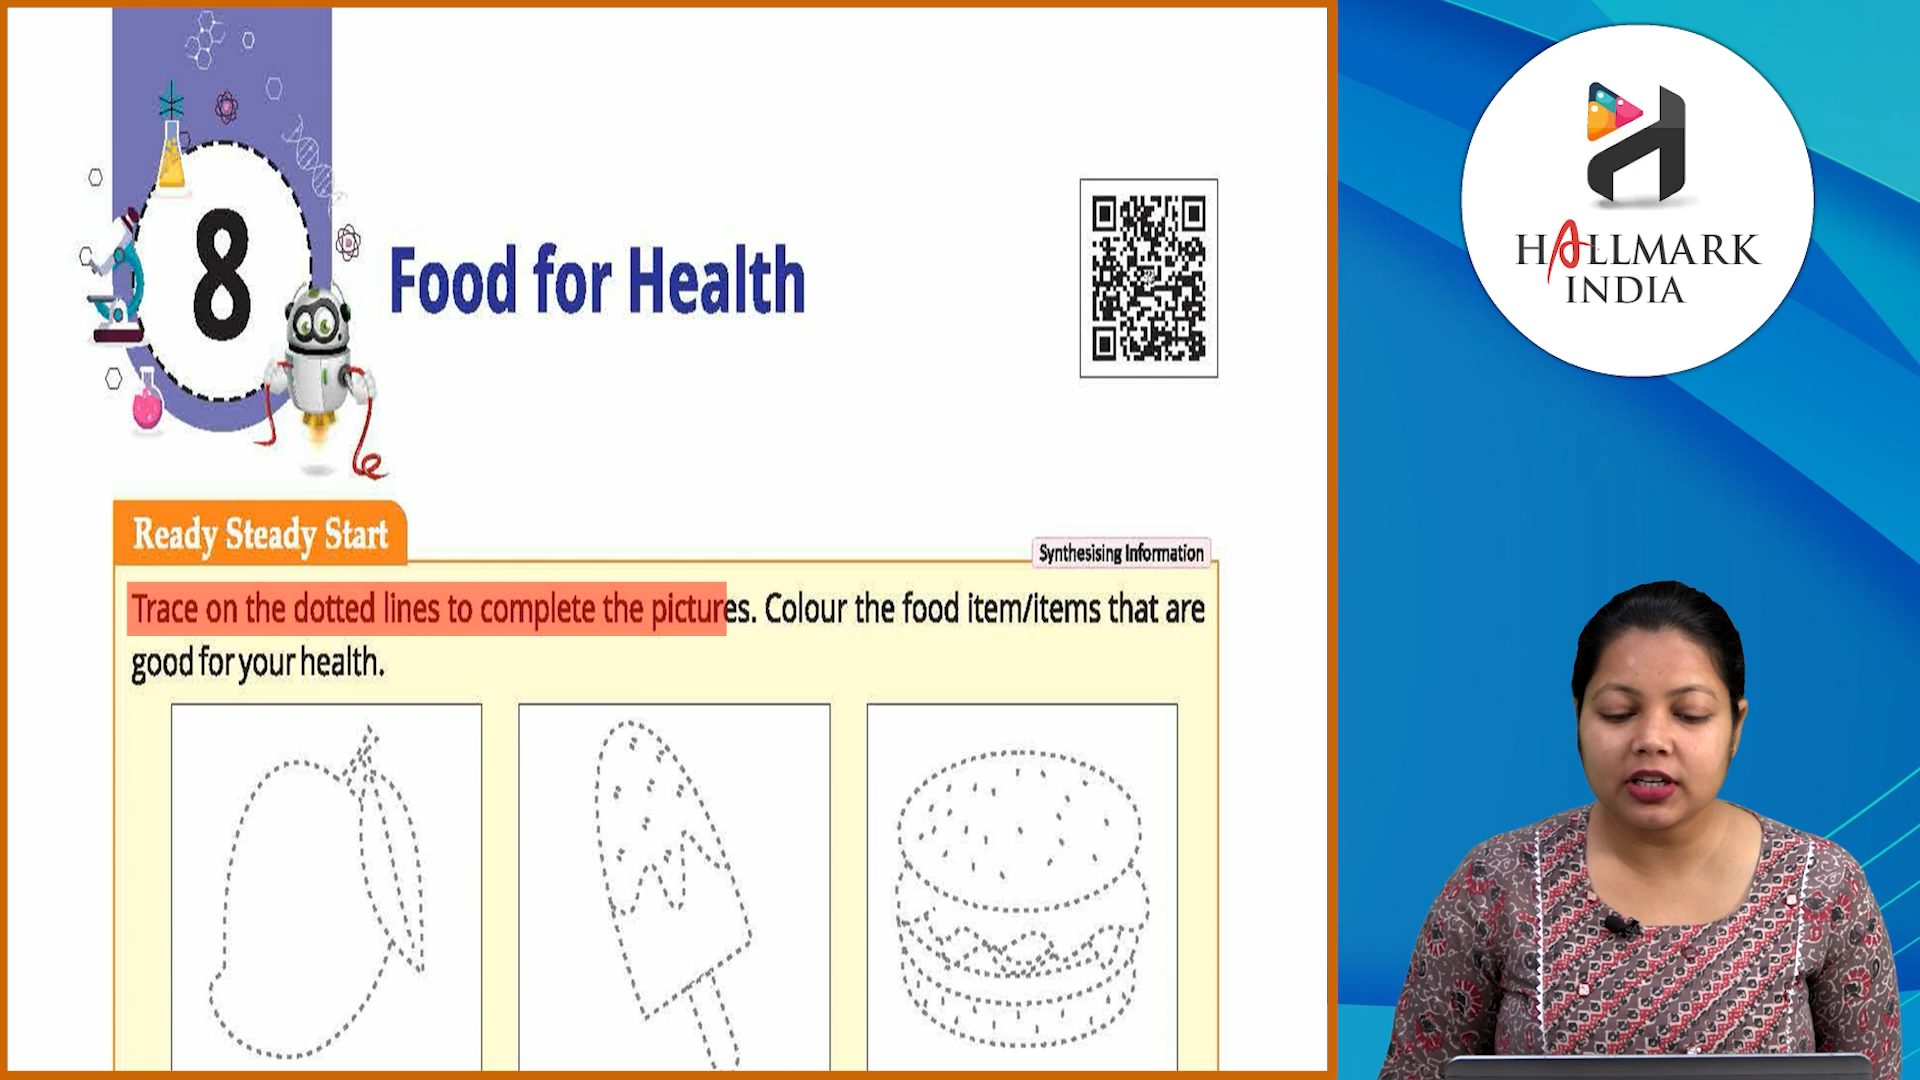 8
Food for Health
HALLMARK
INDIA
Ready Steady Start
Synthesising Information
Trace on the dotted lines to complete the pictures. Colour the food item/items that are
good for your health.